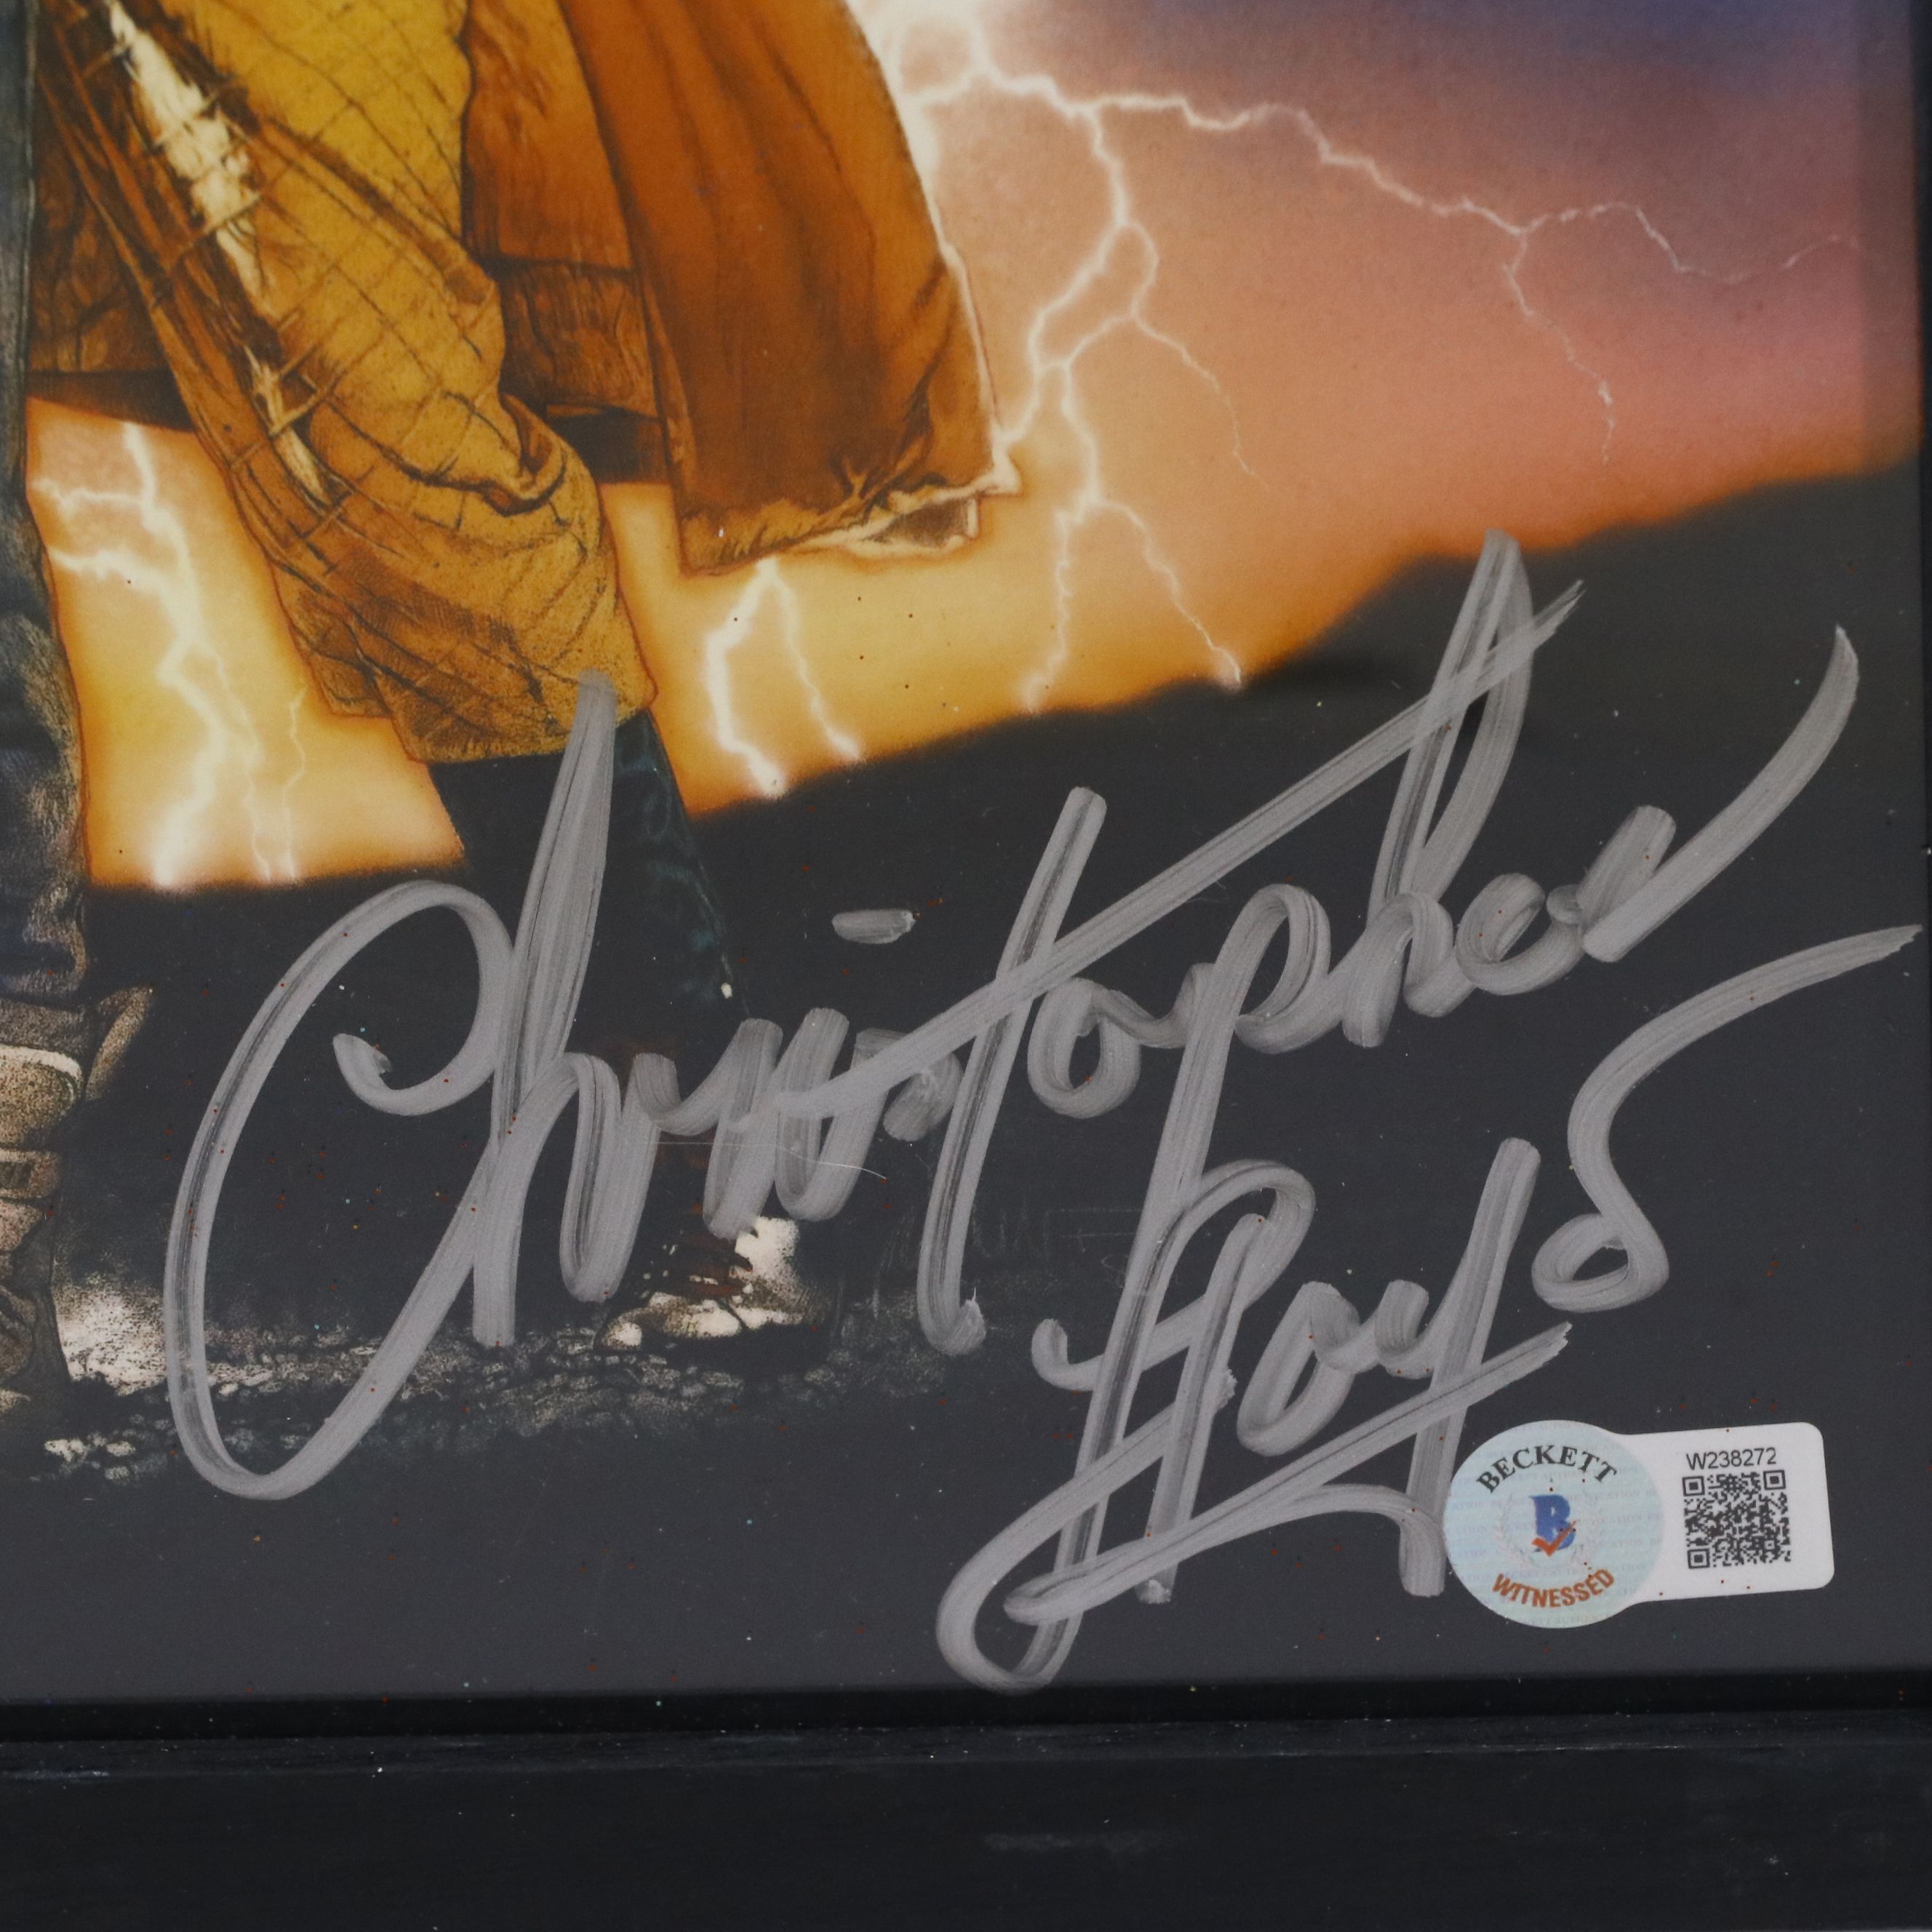 Christopher
Lloyd
BECKETT
B
WITNESSED
W238272